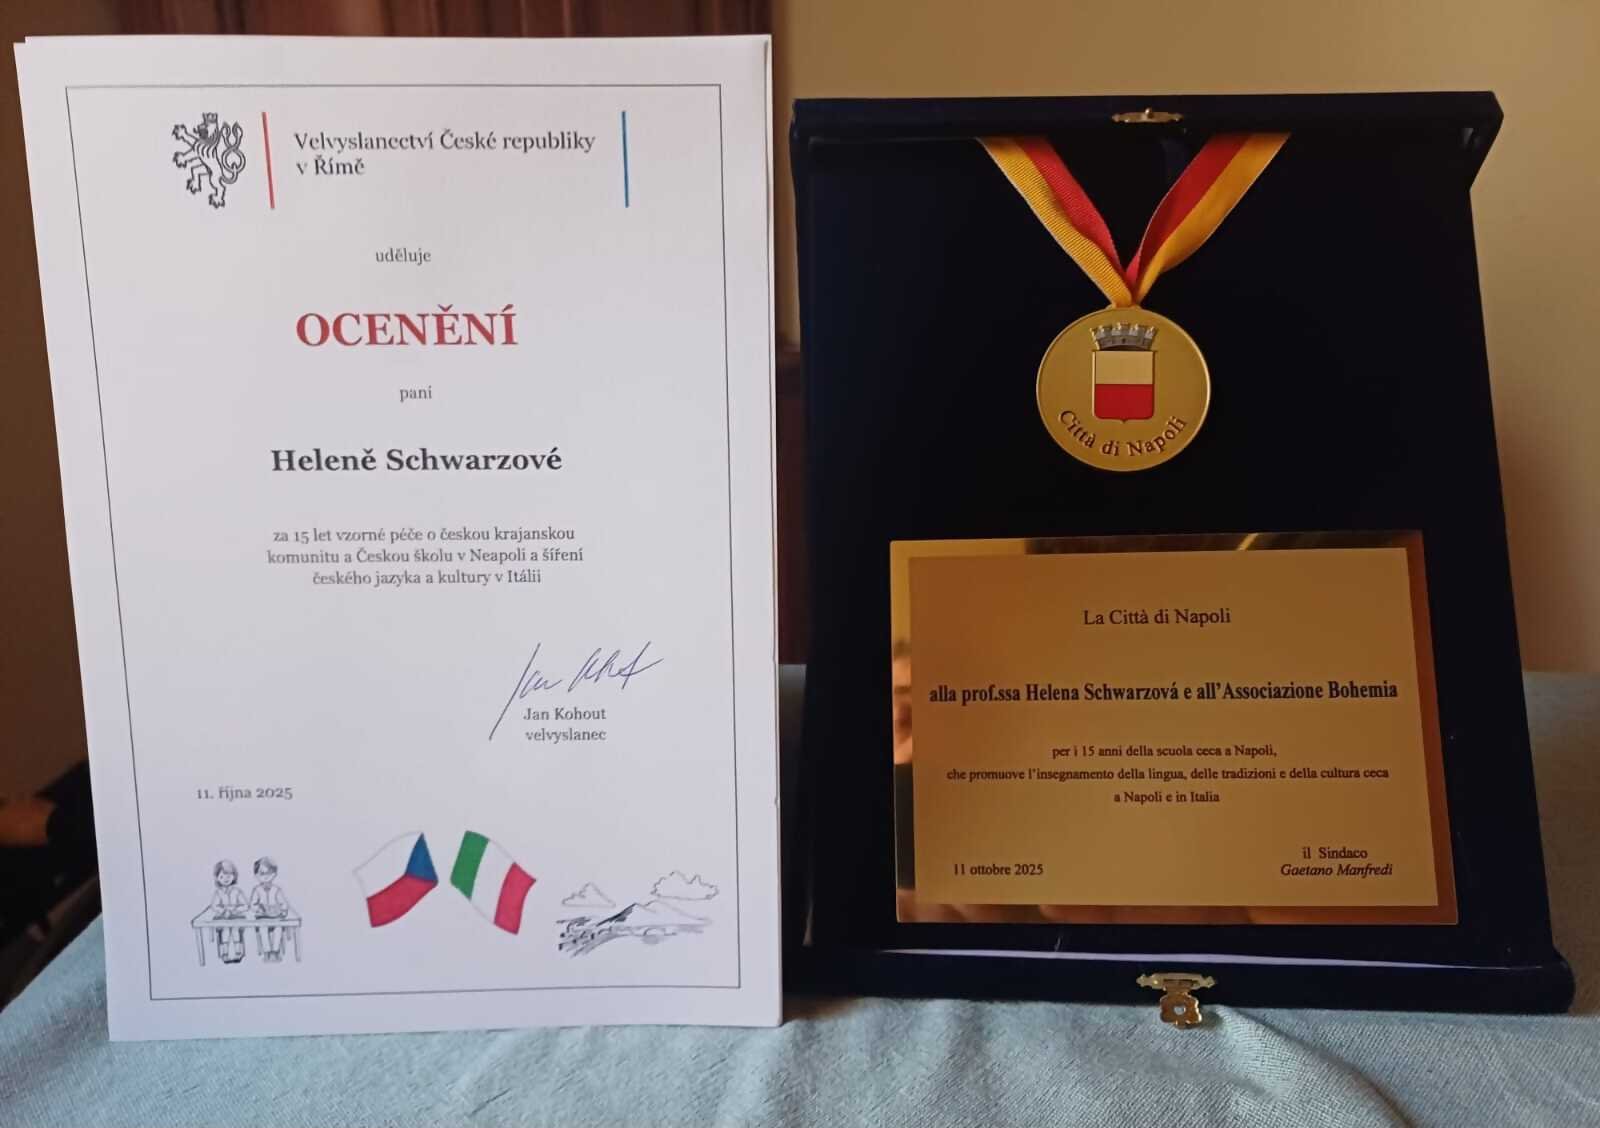 Velvyslanectví České republiky
v Římě
uděluje
OCENĚNÍ
paní
Heleně Schwarzové
za 15 let vzorné péče o českou krajanskou
komunitu a Českou školu v Neapoli a šíření
českého jazyka a kultury v Itálii
Jan Kohout
velvyslanec
11. října 2025
Città di Napoli
La Città di Napoli
alla prof.ssa Helena Schwarzová e all'Associazione Bohemia
per i 15 anni della scuola ceca a Napoli,
che promuove l'insegnamento della lingua, delle tradizioni e della cultura ceca
a Napoli e in Italia
il Sindaco
11 ottobre 2025 Gaetano Manfredi